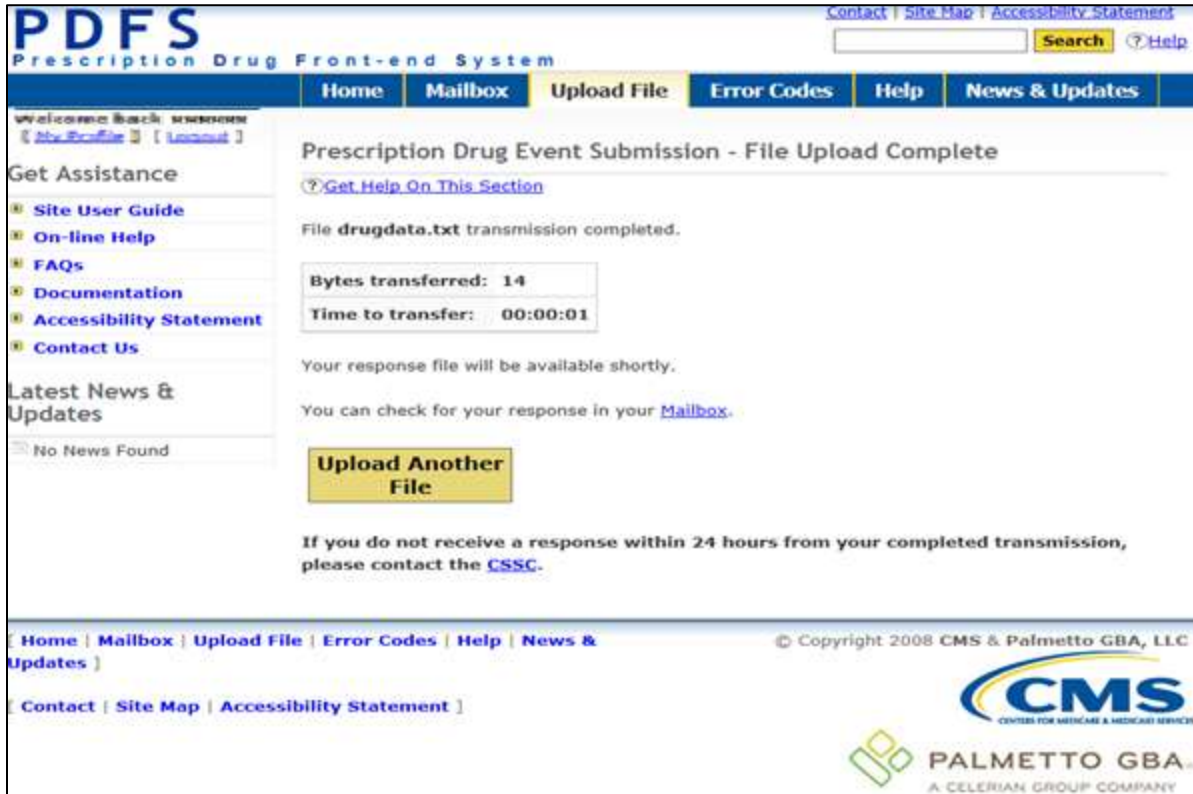 Contact | Site Map | Accessibility Statement
PDFS
Prescription Drug Front-end System
Search ?Help
Home Mailbox Upload File Error Codes Help News & Updates
Welcome Back
[ My Profile ] [ Logout ]
Get Assistance
Site User Guide
On-line Help
FAQs
Documentation
Accessibility Statement
Contact Us
Latest News &
Updates
No News Found
Prescription Drug Event Submission - File Upload Complete
?Get Help On This Section
File drugdata.txt transmission completed.
Bytes transferred: 14
Time to transfer: 00:00:01
Your response file will be available shortly.
You can check for your response in your Mailbox.
Upload Another
File
If you do not receive a response within 24 hours from your completed transmission,
please contact the CSSC.
[ Home | Mailbox | Upload File | Error Codes | Help | News &
Updates ]
[ Contact | Site Map | Accessibility Statement ]
© Copyright 2008 CMS & Palmetto GBA, LLC
CMS
CENTERS FOR MEDICARE & MEDICAID SERVICES
PALMETTO GBA
A CELERIAN GROUP COMPANY